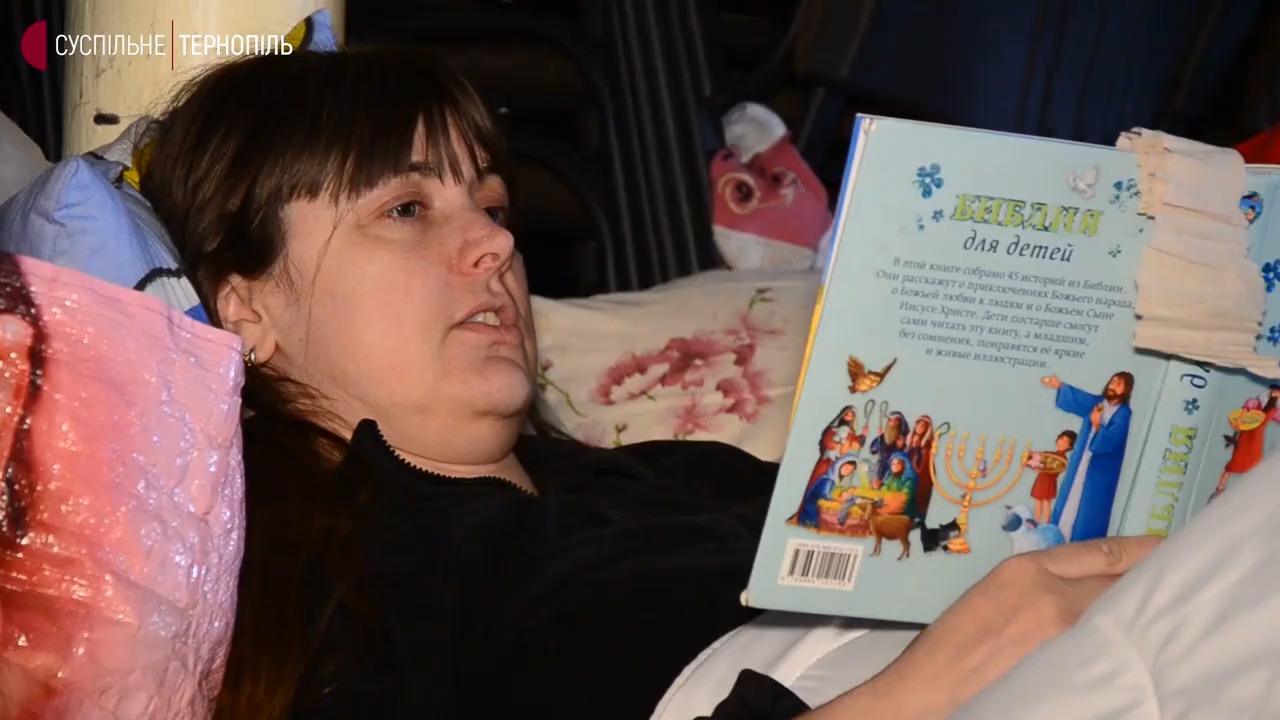 СУСПІЛЬНЕ ТЕРНОПІЛЬ
БИБЛИЯ
для детей
В этой книге собрано 45 историй из Библии.
Они расскажут о приключениях Божьего народа,
о Божьей любви к людям и о Божьем Сыне
Иисусе Христе. Дети постарше смогут
сами читать эту книгу, а младшим,
без сомнения, понравятся её яркие
и живые иллюстрации.